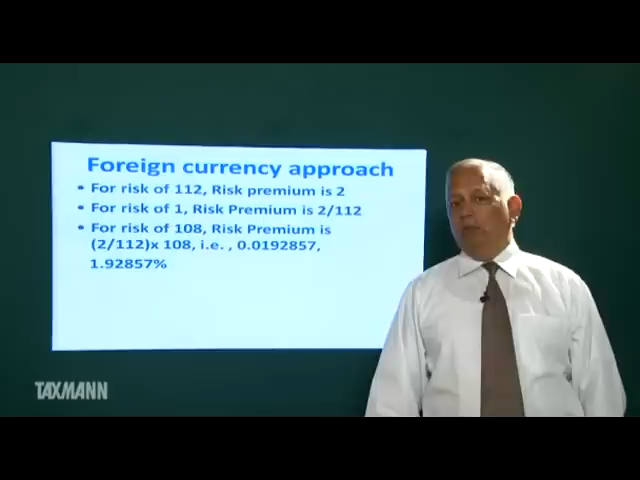 Foreign currency approach
• For risk of 112, Risk premium is 2
• For risk of 1, Risk Premium is 2/112
• For risk of 108, Risk Premium is
(2/112)x 108, i.e. , 0.0192857,
1.92857%
TAXMANN